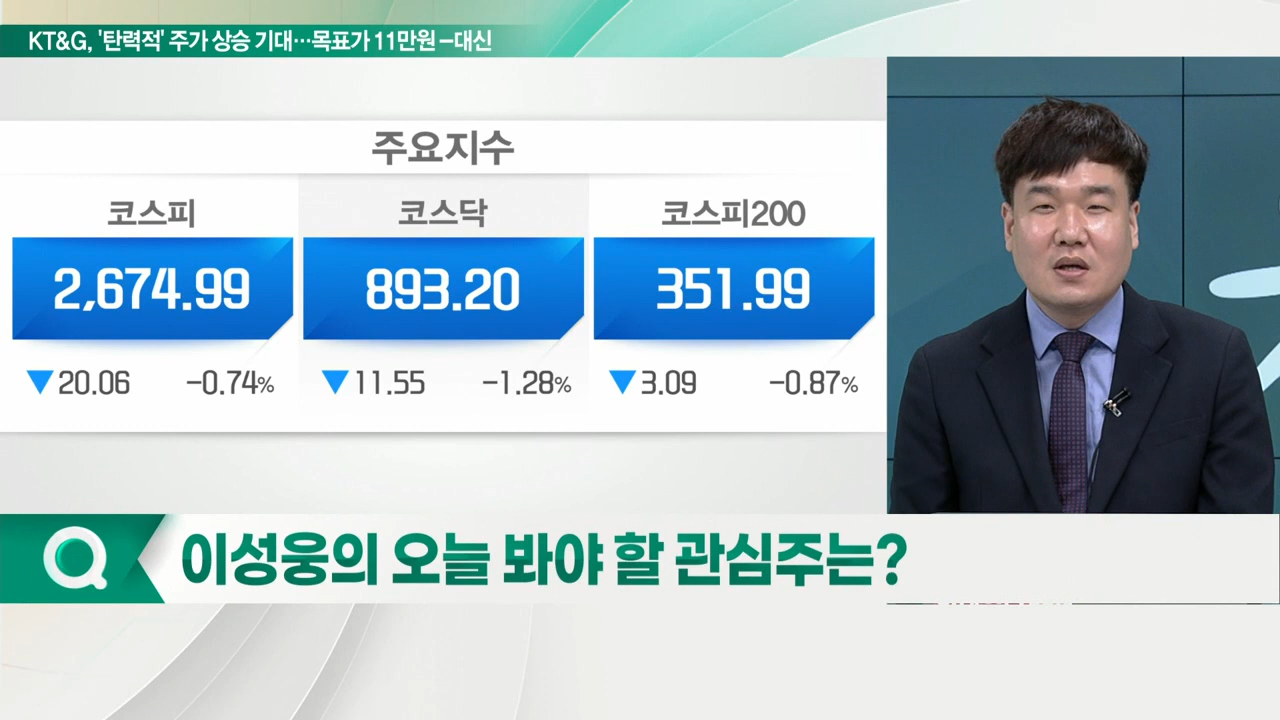 KT&G, '탄력적' 주가 상승 기대…목표가 11만원 -대신
주요지수
코스피 코스닥 코스피200
2,674.99 893.20 351.99
▼20.06 -0.74% ▼11.55 -1.28% ▼3.09 -0.87%
이성웅의 오늘 봐야 할 관심주는?